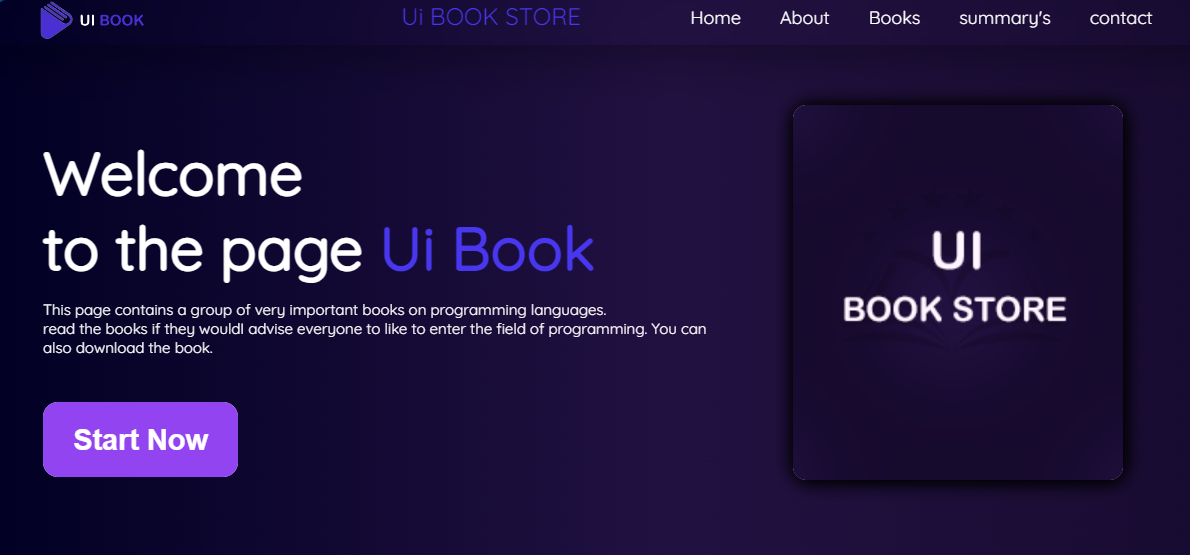 UI BOOK
Ui BOOK STORE
Home About Books summary's contact
Welcome
to the page Ui Book
This page contains a group of very important books on programming languages.
read the books if they wouldl advise everyone to like to enter the field of programming. You can
also download the book.
Start Now
UI
BOOK STORE